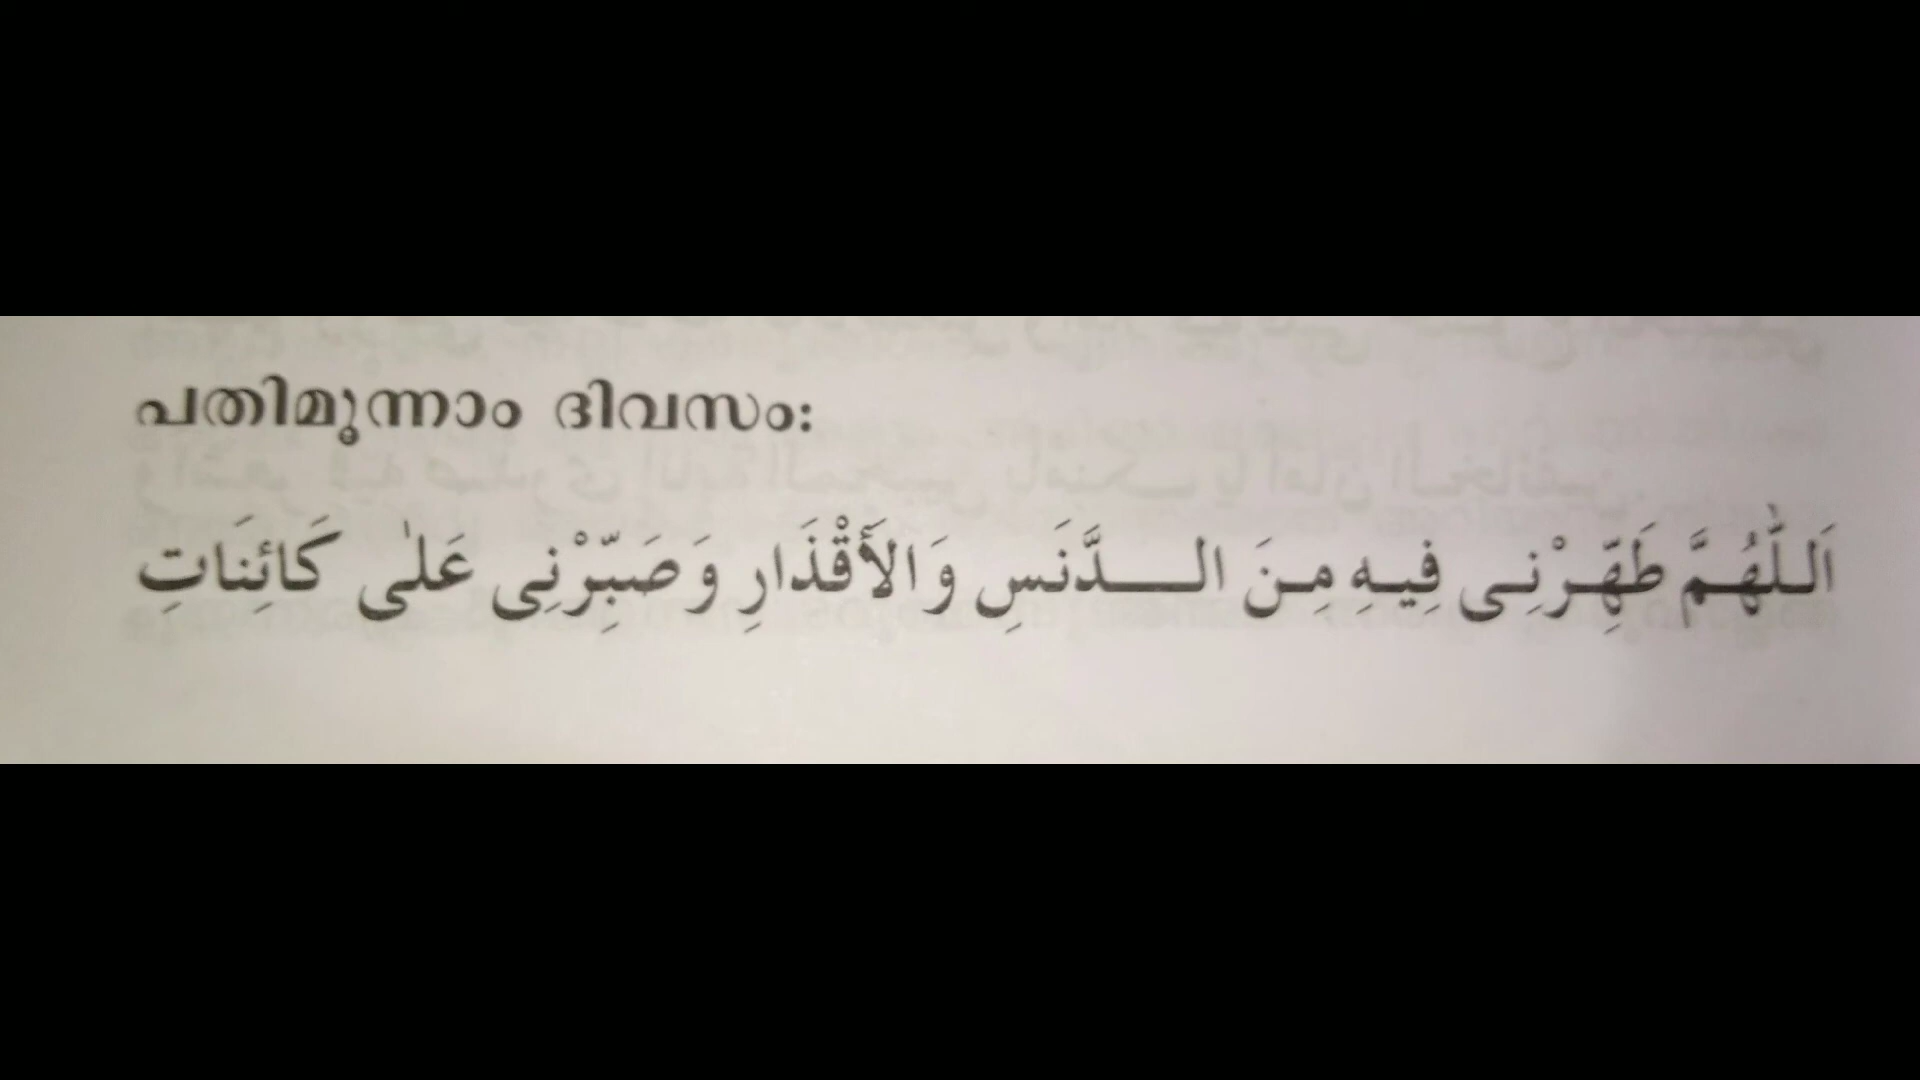 പതിമൂന്നാം ദിവസം:
اَللّٰهُمَّ طَهِّرْنِى فِيهِ مِنَ الدَّنَسِ وَالأَقْذَارِ وَصَبِّرْنِى عَلٰى كَائِنَاتِ